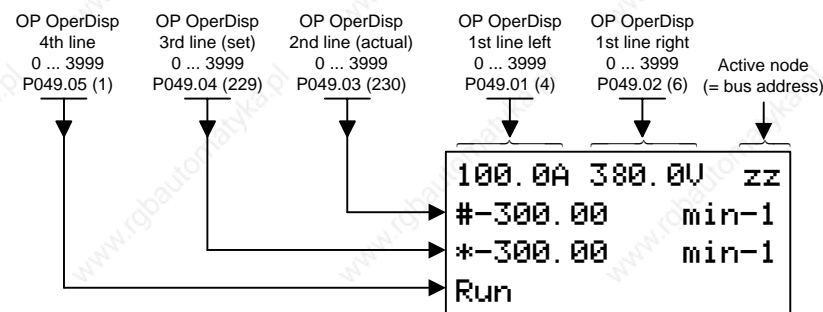 OP OperDisp OP OperDisp OP OperDisp OP OperDisp OP OperDisp
4th line 3rd line (set) 2nd line (actual) 1st line left 1st line right
0 ... 3999 0 ... 3999 0 ... 3999 0 ... 3999 0 ... 3999 Active node
P049.05 (1) P049.04 (229) P049.03 (230) P049.01 (4) P049.02 (6) (= bus address)
100.0A 380.0V zz
#-300.00 min-1
*-300.00 min-1
Run
www.rgbautomatyka.pl